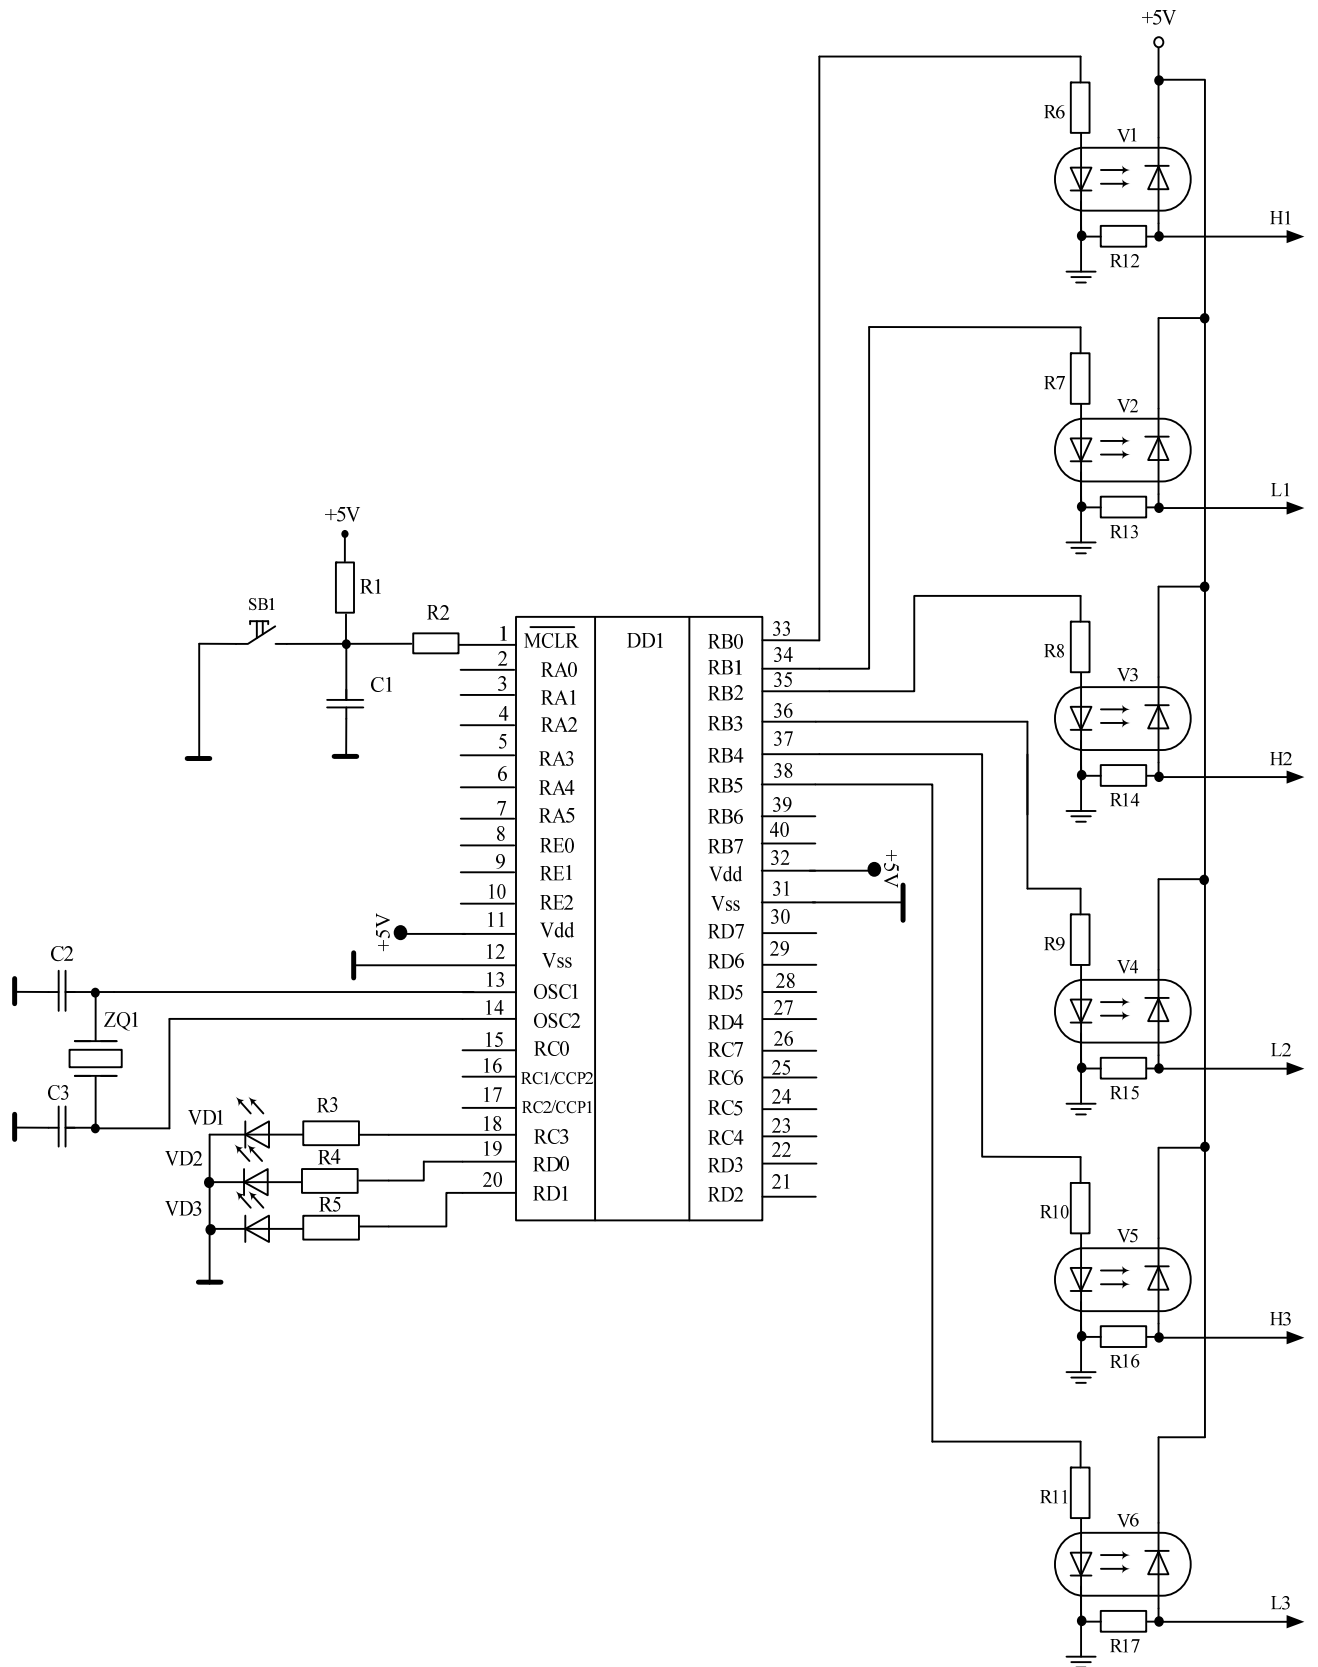 +5V
R6
V1
H1
R12
R7
V2
L1
R13
+5V
R1
SB1
R2
C1
DD1
1 MCLR
2 RA0
3 RA1
4 RA2
5 RA3
6 RA4
7 RA5
8 RE0
9 RE1
10 RE2
+5V 11 Vdd
12 Vss
13 OSC1
14 OSC2
15 RC0
16 RC1/CCP2
17 RC2/CCP1
18 RC3
19 RD0
20 RD1
RB0 33
RB1 34
RB2 35
RB3 36
RB4 37
RB5 38
RB6 39
RB7 40
Vdd 32 +5V
Vss 31
RD7 30
RD6 29
RD5 28
RD4 27
RC7 26
RC6 25
RC5 24
RC4 23
RD3 22
RD2 21
C2
ZQ1
C3
VD1 R3
VD2 R4
VD3 R5
R8
V3
H2
R14
R9
V4
L2
R15
R10
V5
H3
R16
R11
V6
L3
R17